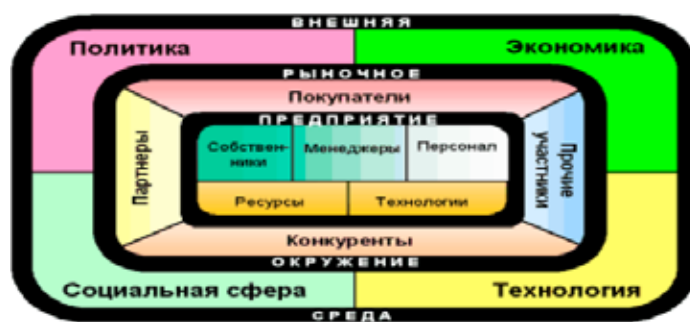 ВНЕШНЯЯ
Политика
Экономика
РЫНОЧНОЕ
Покупатели
ПРЕДПРИЯТИЕ
Партнеры
Собствен-
ники
Менеджеры
Персонал
Прочие
участники
Ресурсы
Технологии
Конкуренты
ОКРУЖЕНИЕ
Социальная сфера
Технология
СРЕДА